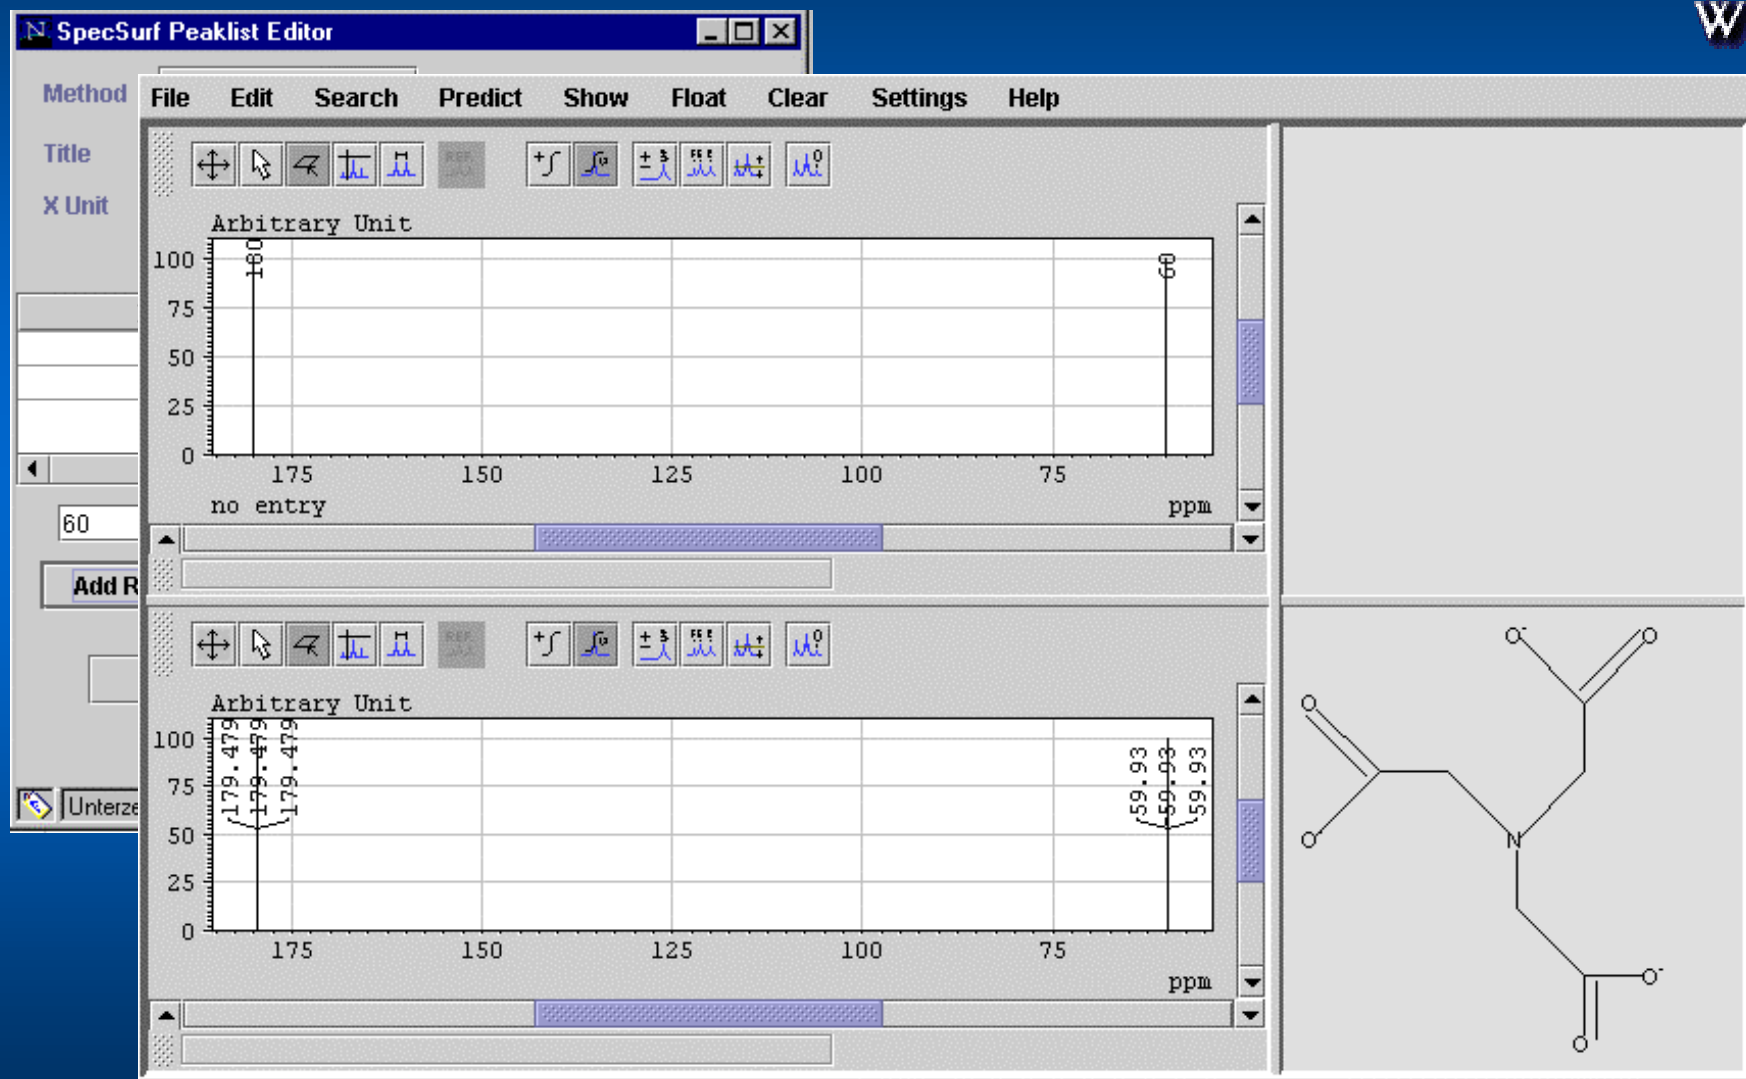 SpecSurf Peaklist Editor
W
Method
File Edit Search Predict Show Float Clear Settings Help
Title
X Unit
Arbitrary Unit
180
60
100
75
50
25
0
175 150 125 100 75
no entry ppm
60
Add R
Arbitrary Unit
179.479 179.479 179.479
59.93 59.93 59.93
100
75
50
25
0
175 150 125 100 75
ppm
Unterze
O- O
O
O- N
O-
O